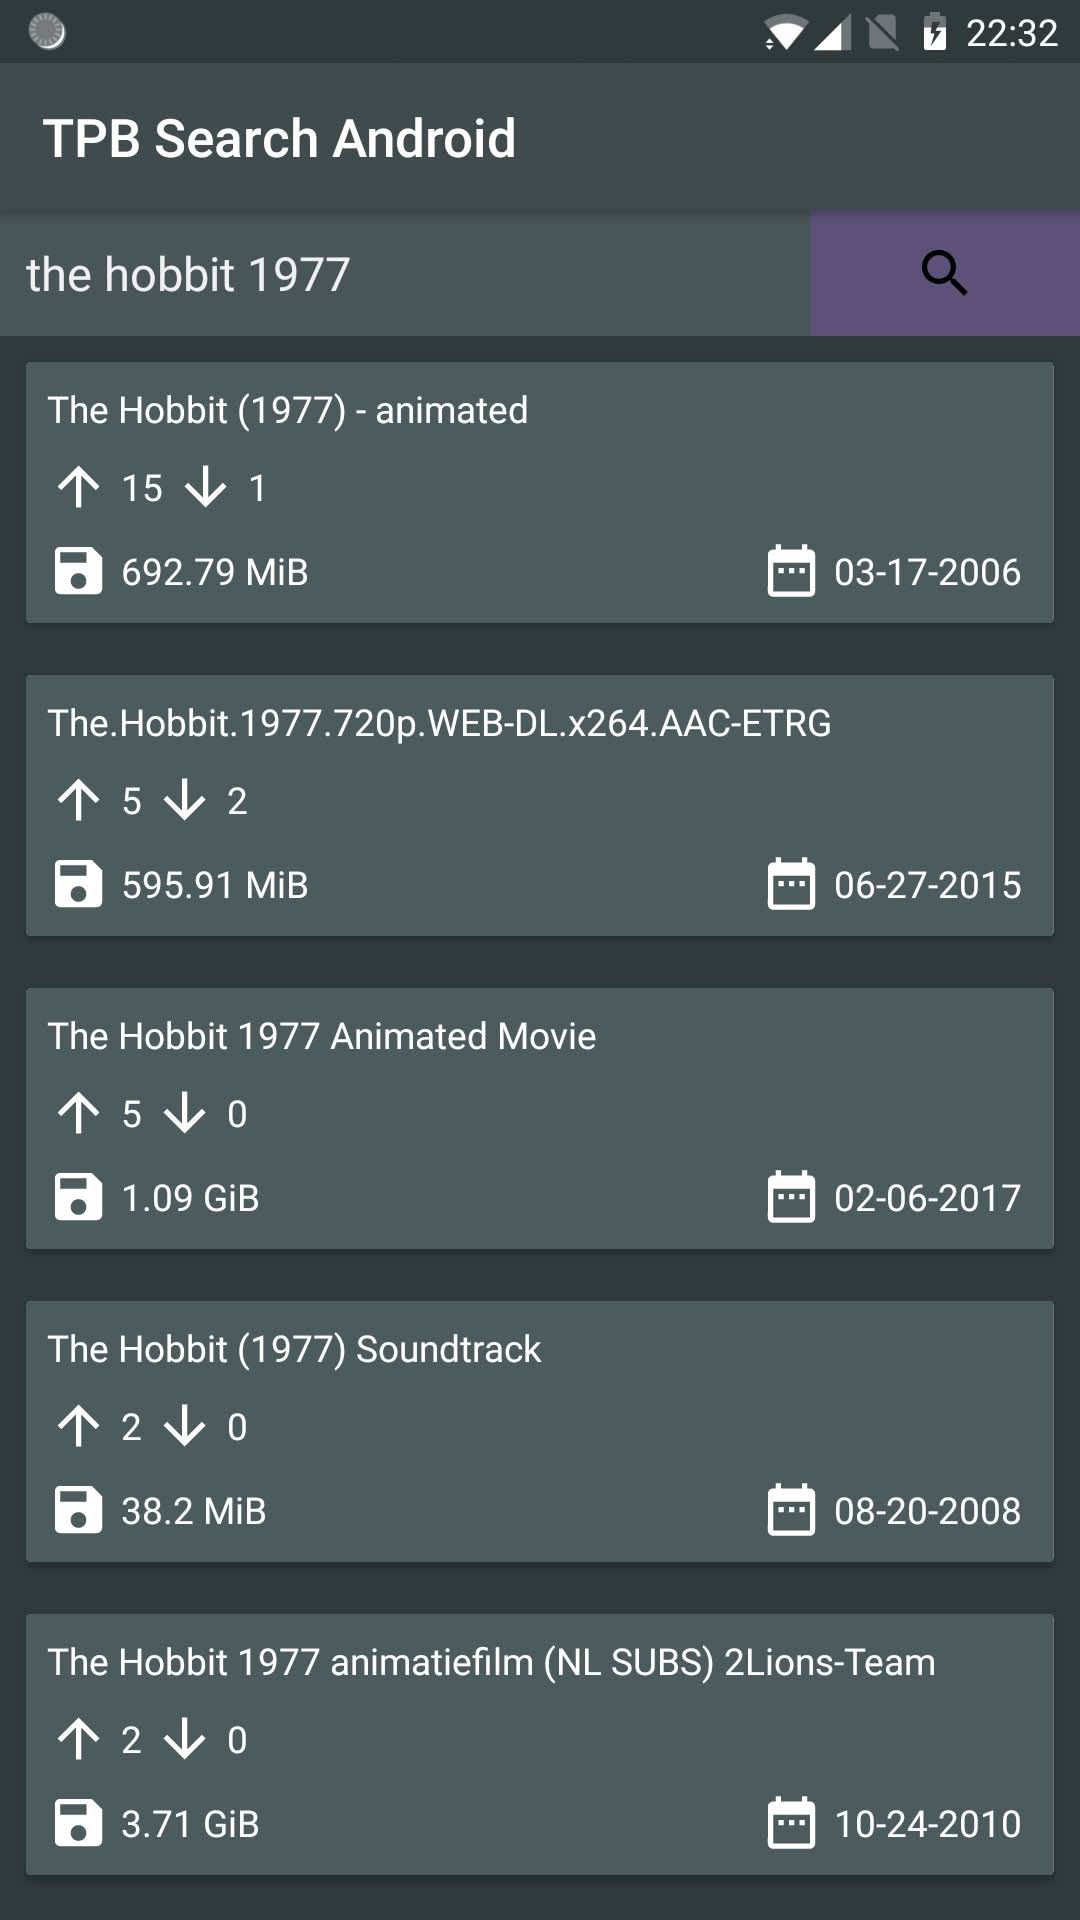 22:32
TPB Search Android
the hobbit 1977
The Hobbit (1977) - animated
15 1
692.79 MiB 03-17-2006
The.Hobbit.1977.720p.WEB-DL.x264.AAC-ETRG
5 2
595.91 MiB 06-27-2015
The Hobbit 1977 Animated Movie
5 0
1.09 GiB 02-06-2017
The Hobbit (1977) Soundtrack
2 0
38.2 MiB 08-20-2008
The Hobbit 1977 animatiefilm (NL SUBS) 2Lions-Team
2 0
3.71 GiB 10-24-2010